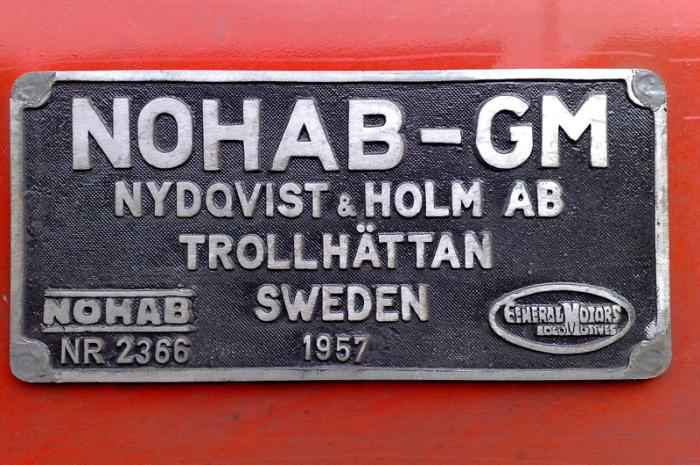 NOHAB-GM
NYDQVIST & HOLM AB
TROLLHÄTTAN
SWEDEN
NOHAB
NR. 2366
1957
GENERAL MOTORS
LOCOMOTIVES